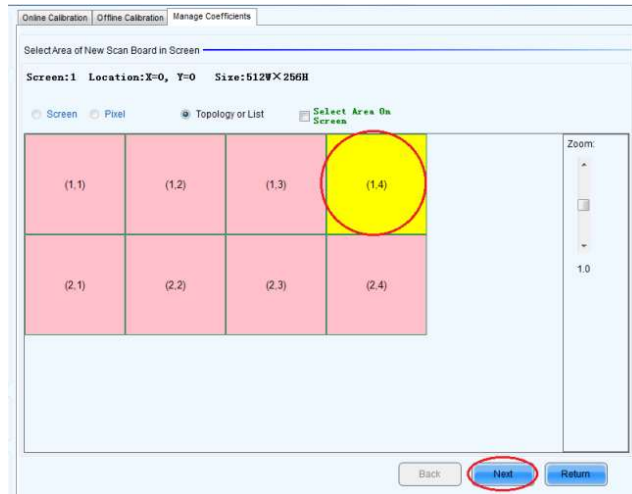 Online Calibration Offline Calibration Manage Coefficients
Select Area of New Scan Board in Screen
Screen:1 Location:X=0, Y=0 Size:512W×256H
Screen Pixel Topology or List Select Area On Screen
Zoom:
(1,1) (1,2) (1,3) (1,4)
1.0
(2,1) (2,2) (2,3) (2,4)
Back Next Return